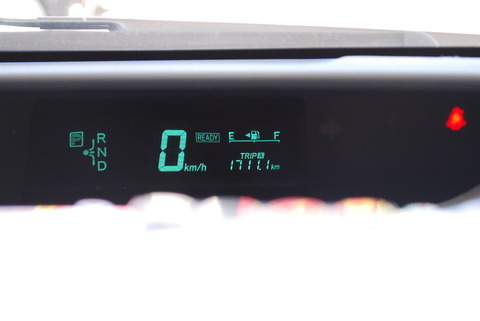 P
R
N
D
0 km/h
READY
E F
TRIP A
1711.1 km